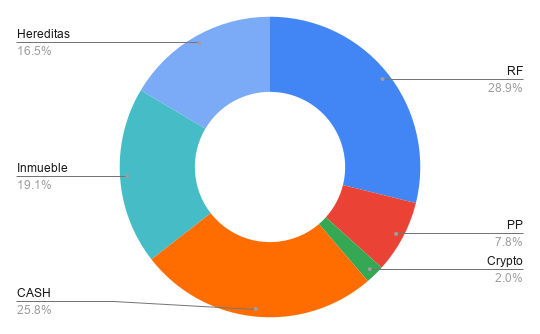 Hereditas
16.5%
RF
28.9%
Inmueble
19.1%
PP
7.8%
Crypto
2.0%
CASH
25.8%